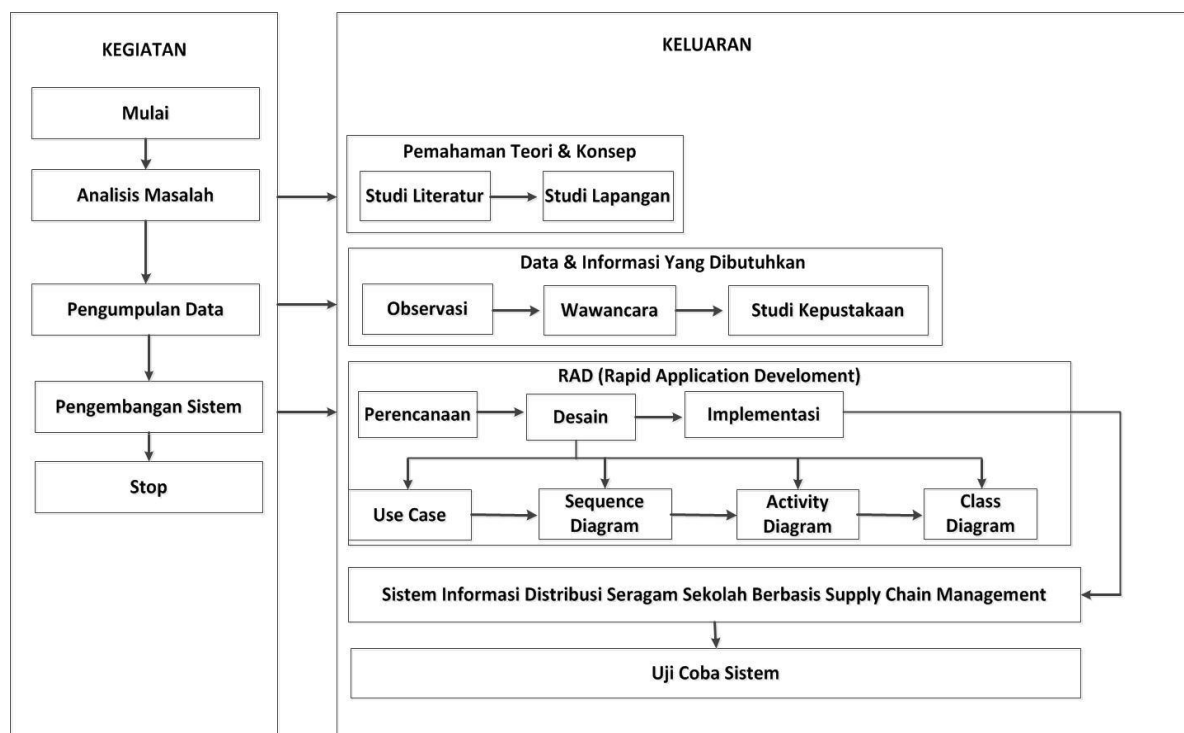 KEGIATAN
Mulai
Analisis Masalah
Pengumpulan Data
Pengembangan Sistem
Stop
KELUARAN
Pemahaman Teori & Konsep
Studi Literatur
Studi Lapangan
Data & Informasi Yang Dibutuhkan
Observasi
Wawancara
Studi Kepustakaan
RAD (Rapid Application Develoment)
Perencanaan
Desain
Implementasi
Use Case
Sequence
Diagram
Activity
Diagram
Class
Diagram
Sistem Informasi Distribusi Seragam Sekolah Berbasis Supply Chain Management
Uji Coba Sistem